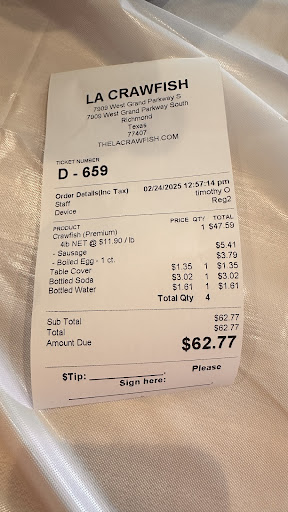 LA CRAWFISH
7909 West Grand Parkway S
7909 West Grand Parkway South
Richmond
Texas
77407
THELACRAWFISH.COM
TICKET NUMBER
D - 659
Order Details(Inc Tax) 02/24/2025 12:57:14 pm
Staff timothy O
Device Reg2
PRODUCT PRICE QTY TOTAL
Crawfish (Premium) 1 $47.59
4lb NET @ $11.90 / lb
- Sausage $5.41
- Boiled Egg - 1 ct. $3.79
Table Cover $1.35 1 $1.35
Bottled Soda $3.02 1 $3.02
Bottled Water $1.61 1 $1.61
Total Qty 4
Sub Total $62.77
Total $62.77
Amount Due $62.77
Please
$Tip:
Sign here: